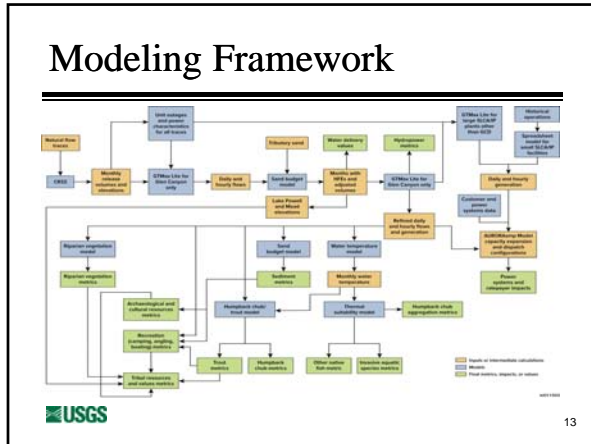 Modeling Framework
Natural flow
traces
CRSS
Monthly
release
volumes and
elevations
Unit outages
and power
characteristics
for all traces
GTMax Lite for
Glen Canyon
only
Daily and
hourly flows
Tributary sand
Sand budget
model
Water delivery
values
Months with
HFEs and
adjusted
volumes
Lake Powell
and Mead
elevations
Hydropower
metrics
GTMax Lite for
Glen Canyon only
Refined daily
and hourly flows
and generation
GTMax Lite for
large SLCA/IP
plants other
than GCD
Historical
operations
Spreadsheet
model for
small SLCA/IP
facilities
Daily and hourly
generation
Customer and
power
systems data
AURORAxmp Model
capacity expansion
and dispatch
configurations
Power
systems and
ratepayer impacts
Riparian vegetation
model
Riparian vegetation
metrics
Sand
budget model
Sediment
metrics
Water temperature
model
Monthly water
temperature
Archaeological and
cultural resources
metrics
Humpback chub/
trout model
Thermal
suitability model
Humpback chub
aggregation metrics
Recreation
(camping, angling,
boating) metrics
Trout
metrics
Humpback
chub metrics
Other native
fish metric
Invasive aquatic
species metrics
Tribal resources
and values metrics
Inputs or intermediate calculations
Models
Final metrics, impacts, or values
USGS
13